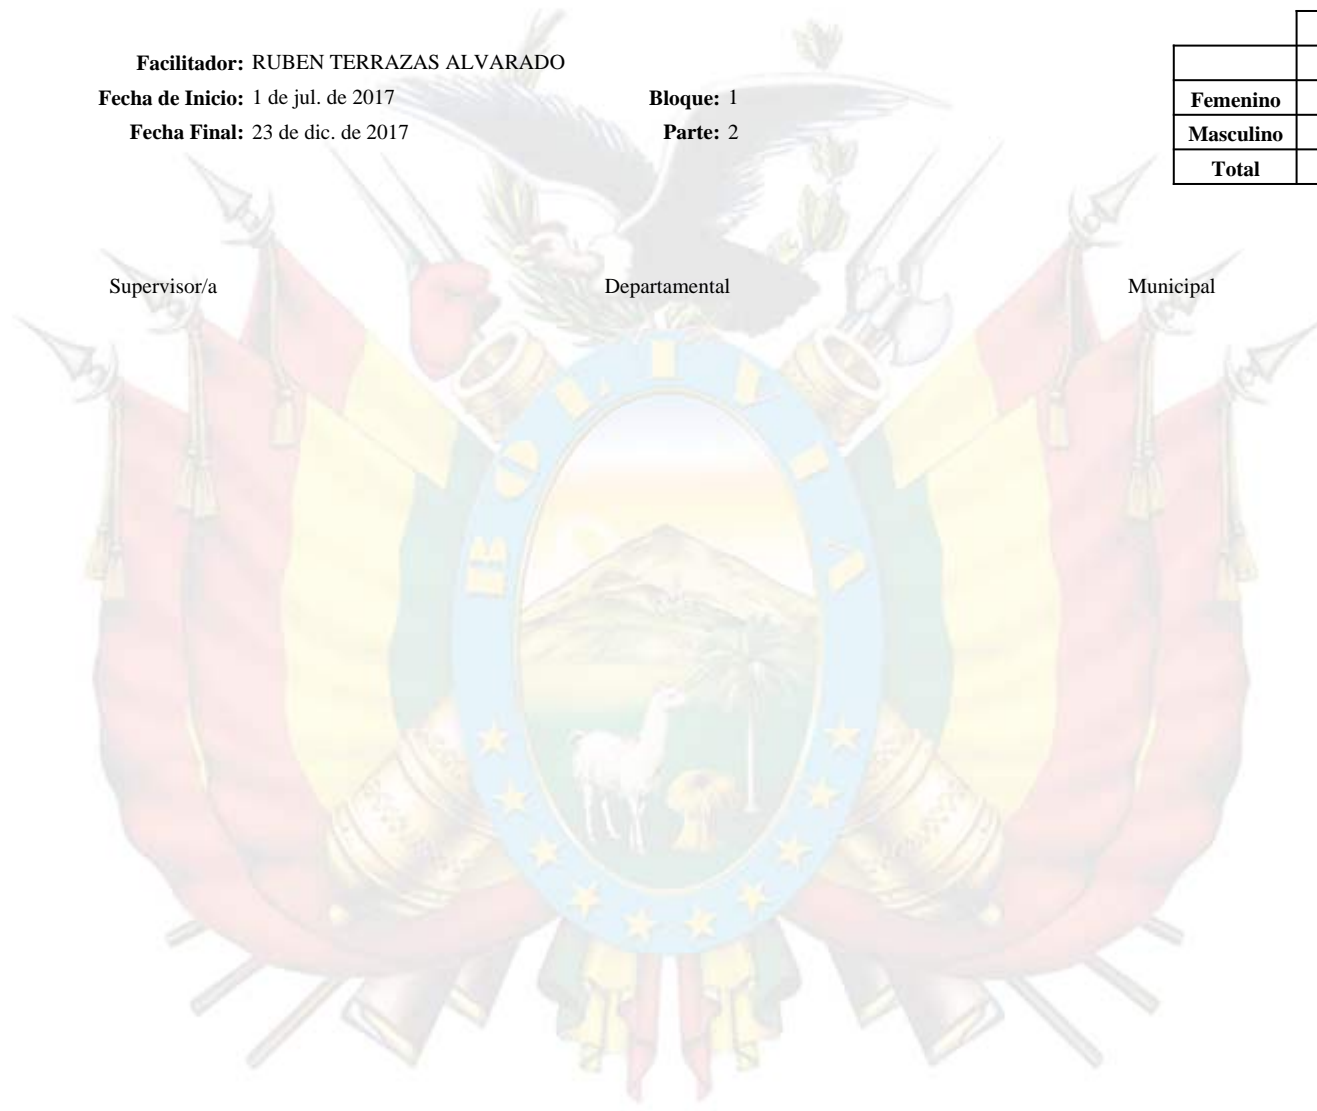 Facilitador: RUBEN TERRAZAS ALVARADO
Fecha de Inicio: 1 de jul. de 2017 Bloque: 1
Fecha Final: 23 de dic. de 2017 Parte: 2
Femenino
Masculino
Total
Supervisor/a Departamental Municipal
BOLIVIA